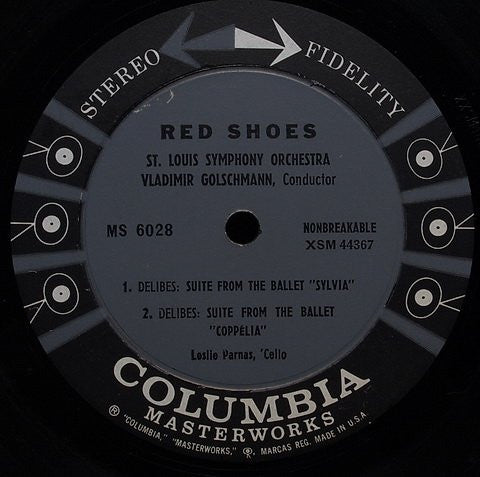 STEREO FIDELITY
RED SHOES
ST. LOUIS SYMPHONY ORCHESTRA
VLADIMIR GOLSCHMANN, Conductor
MS 6028
NONBREAKABLE
XSM 44367
1. DELIBES: SUITE FROM THE BALLET "SYLVIA"
2. DELIBES: SUITE FROM THE BALLET
"COPPÉLIA"
Leslie Parnas, 'Cello
COLUMBIA
MASTERWORKS
® "COLUMBIA," "MASTERWORKS," MARCAS REG. MADE IN U.S.A.